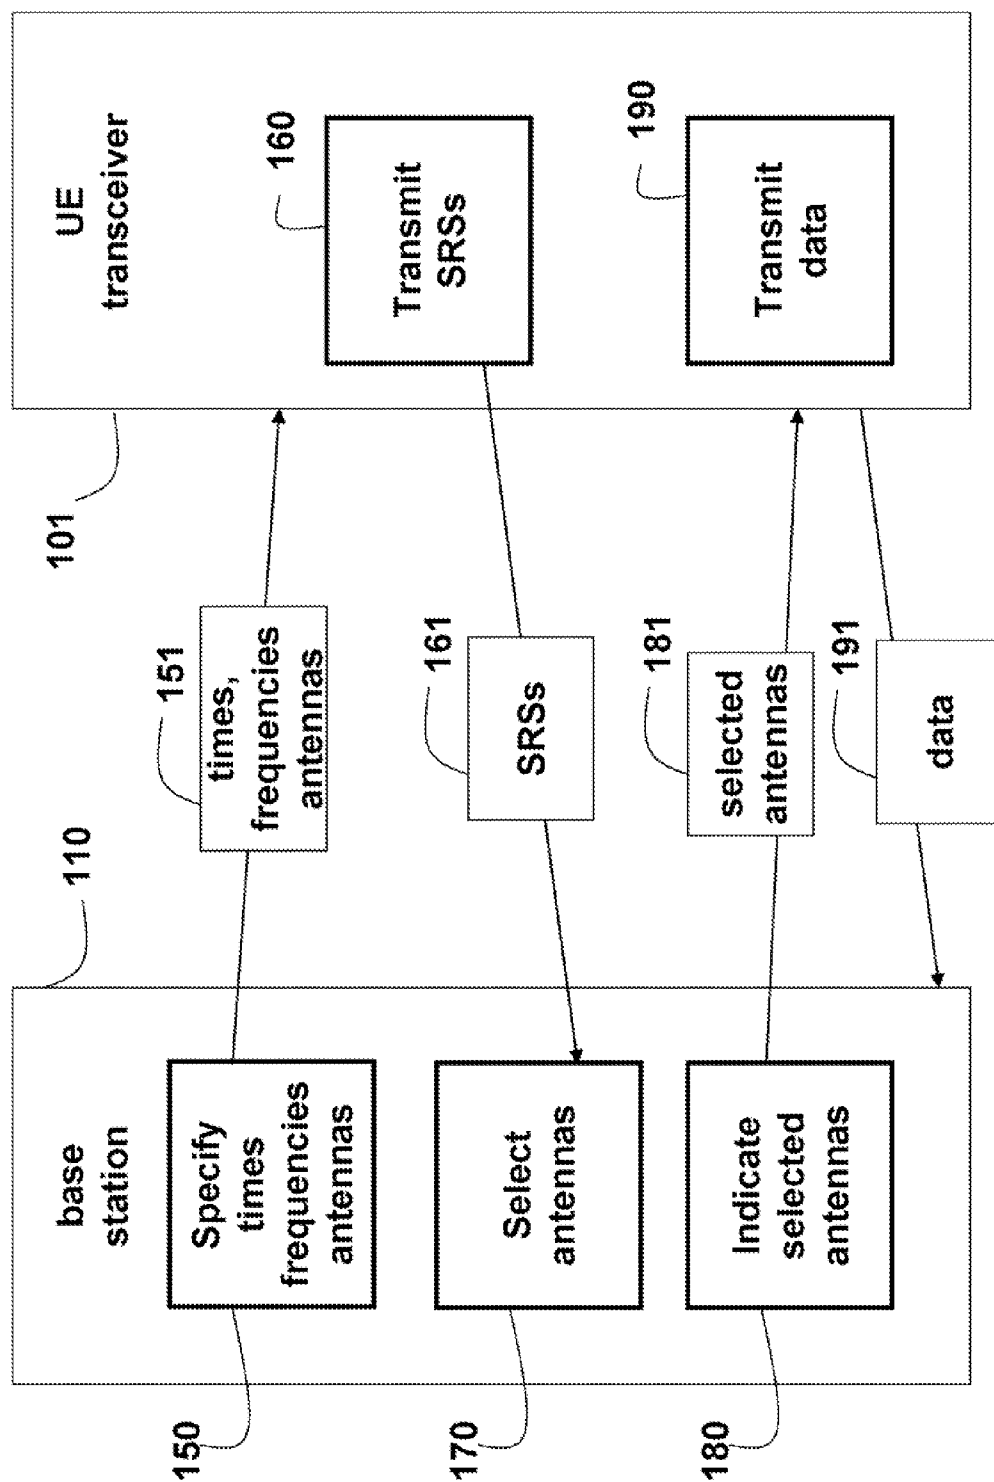 base
station
110
150
Specify
times
frequencies
antennas
170
Select
antennas
180
Indicate
selected
antennas
151
times,
frequencies
antennas
161
SRSs
181
selected
antennas
191
data
101
UE
transceiver
160
Transmit
SRSs
190
Transmit
data